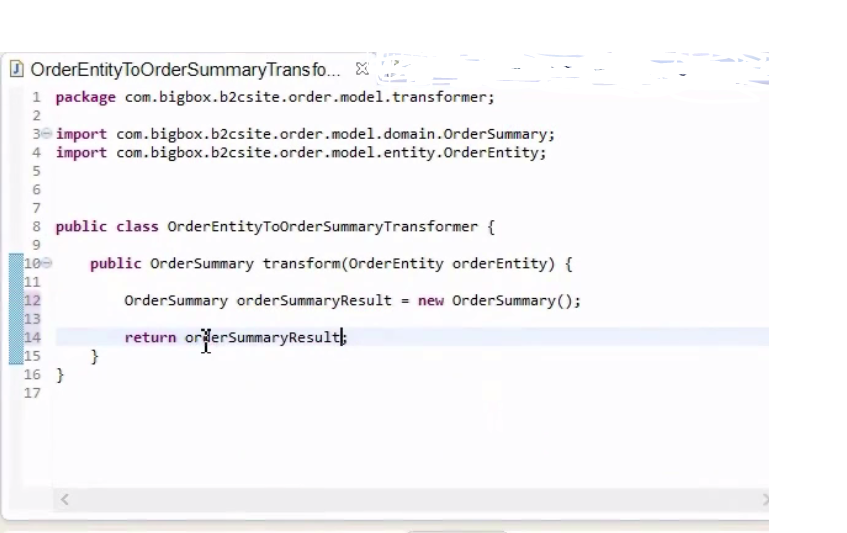 OrderEntityToOrderSummaryTransfo...
1 package com.bigbox.b2csite.order.model.transformer;
2
3 import com.bigbox.b2csite.order.model.domain.OrderSummary;
4 import com.bigbox.b2csite.order.model.entity.OrderEntity;
5
6
7
8 public class OrderEntityToOrderSummaryTransformer {
9
10 public OrderSummary transform(OrderEntity orderEntity) {
11
12 OrderSummary orderSummaryResult = new OrderSummary();
13
14 return orderSummaryResult;
15 }
16 }
17